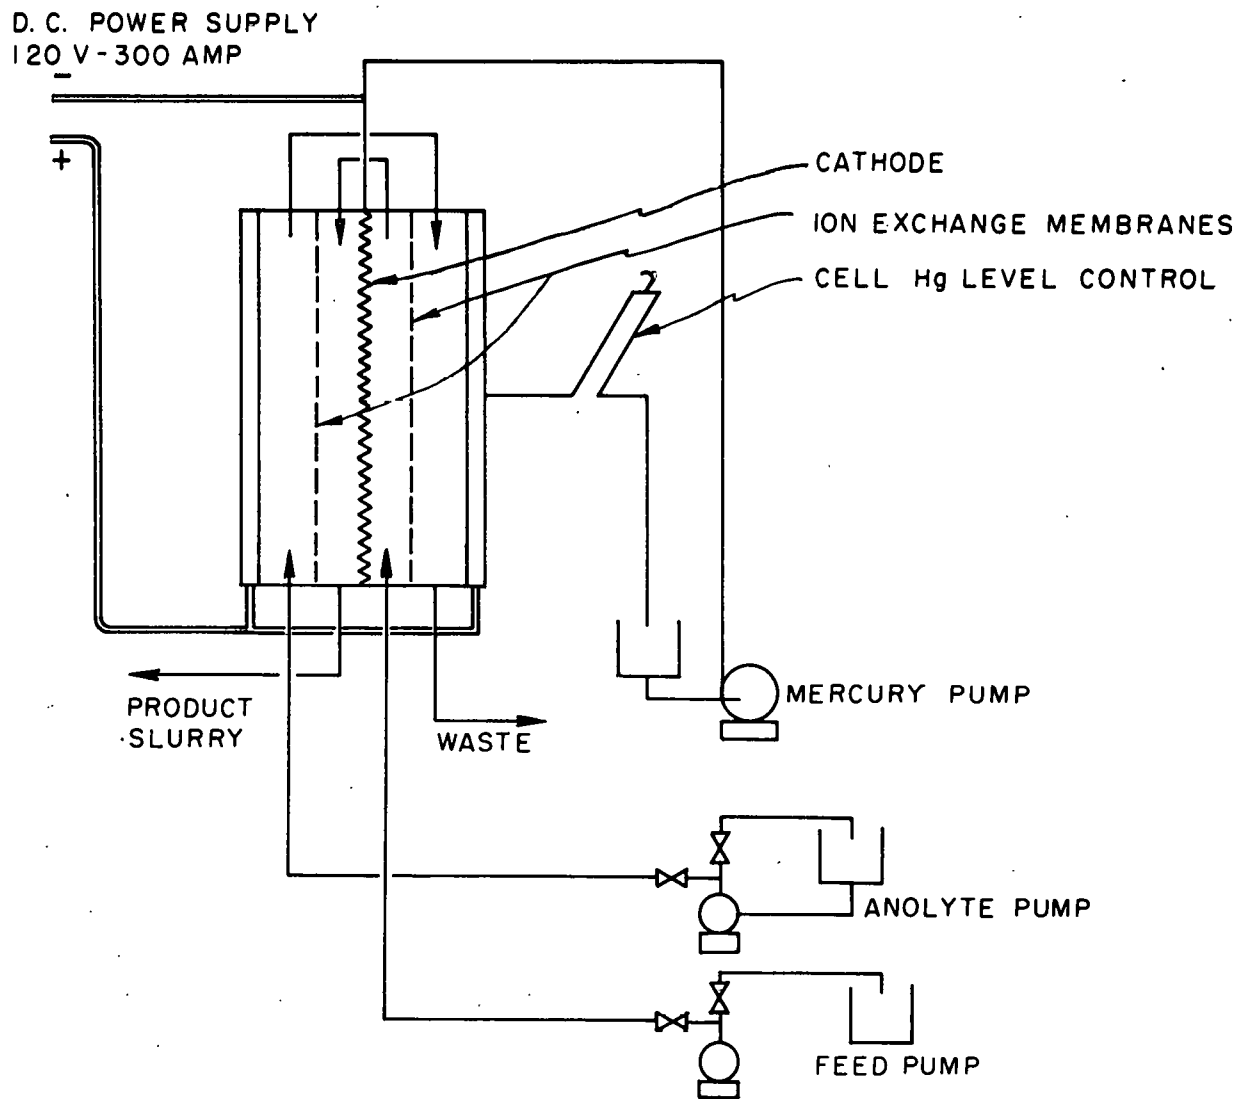 D. C. POWER SUPPLY
120 V - 300 AMP
−
+
CATHODE
ION EXCHANGE MEMBRANES
CELL Hg LEVEL CONTROL
PRODUCT
SLURRY
WASTE
MERCURY PUMP
ANOLYTE PUMP
FEED PUMP